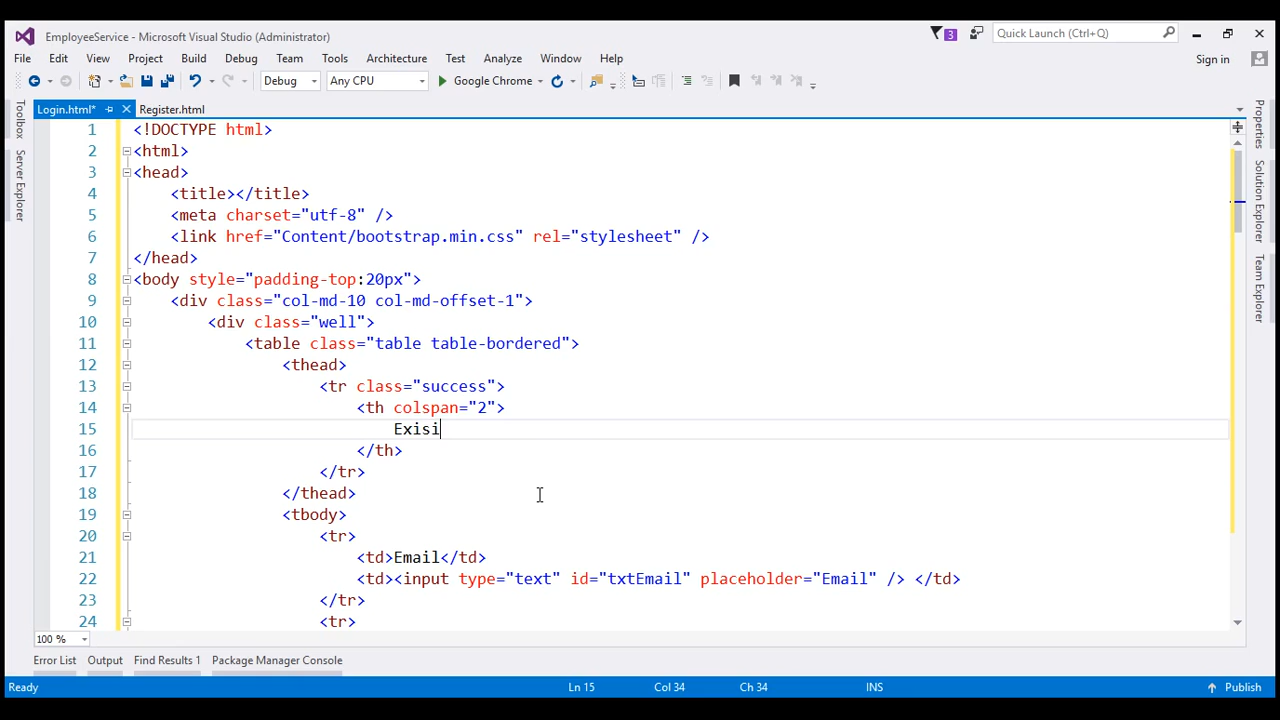 EmployeeService - Microsoft Visual Studio (Administrator)
3
Quick Launch (Ctrl+Q)
File Edit View Project Build Debug Team Tools Architecture Test Analyze Window Help
Sign in
Debug Any CPU Google Chrome
Login.html* Register.html
Toolbox
Server Explorer
Properties
Solution Explorer
Team Explorer
1 <!DOCTYPE html>
2 <html>
3 <head>
4 <title></title>
5 <meta charset="utf-8" />
6 <link href="Content/bootstrap.min.css" rel="stylesheet" />
7 </head>
8 <body style="padding-top:20px">
9 <div class="col-md-10 col-md-offset-1">
10 <div class="well">
11 <table class="table table-bordered">
12 <thead>
13 <tr class="success">
14 <th colspan="2">
15 Exisi
16 </th>
17 </tr>
18 </thead>
19 <tbody>
20 <tr>
21 <td>Email</td>
22 <td><input type="text" id="txtEmail" placeholder="Email" /> </td>
23 </tr>
24 <tr>
100 %
Error List Output Find Results 1 Package Manager Console
Ready Ln 15 Col 34 Ch 34 INS Publish